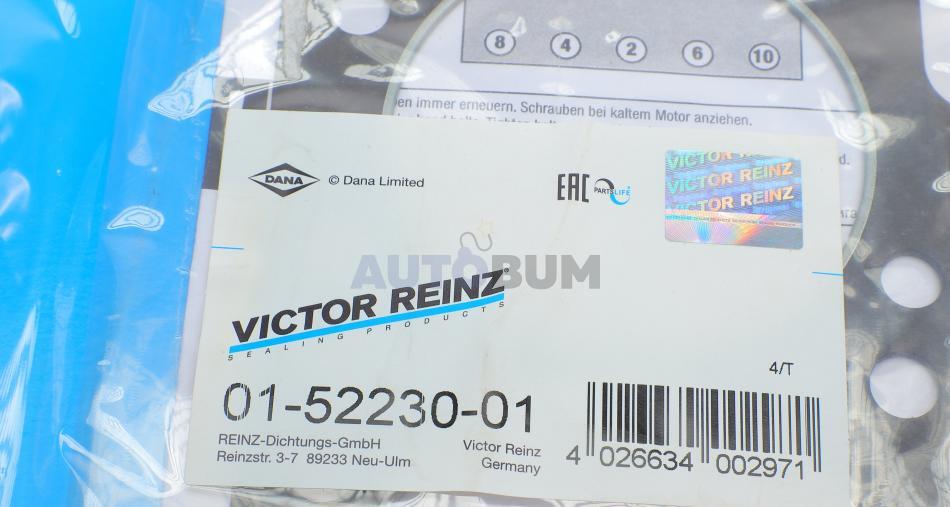 8 4 2 6 10
en immer erneuern. Schrauben bei kaltem Motor anziehen.
d.
DANA © Dana Limited
EAC PARTSLIFE
VICTOR REINZ
VICTOR REINZ
VICTOR REINZ
AUTOBUM
VICTOR REINZ®
SEALING PRODUCTS
4/T
01-52230-01
REINZ-Dichtungs-GmbH
Reinzstr. 3-7 89233 Neu-Ulm
Victor Reinz
Germany
4 026634 002971